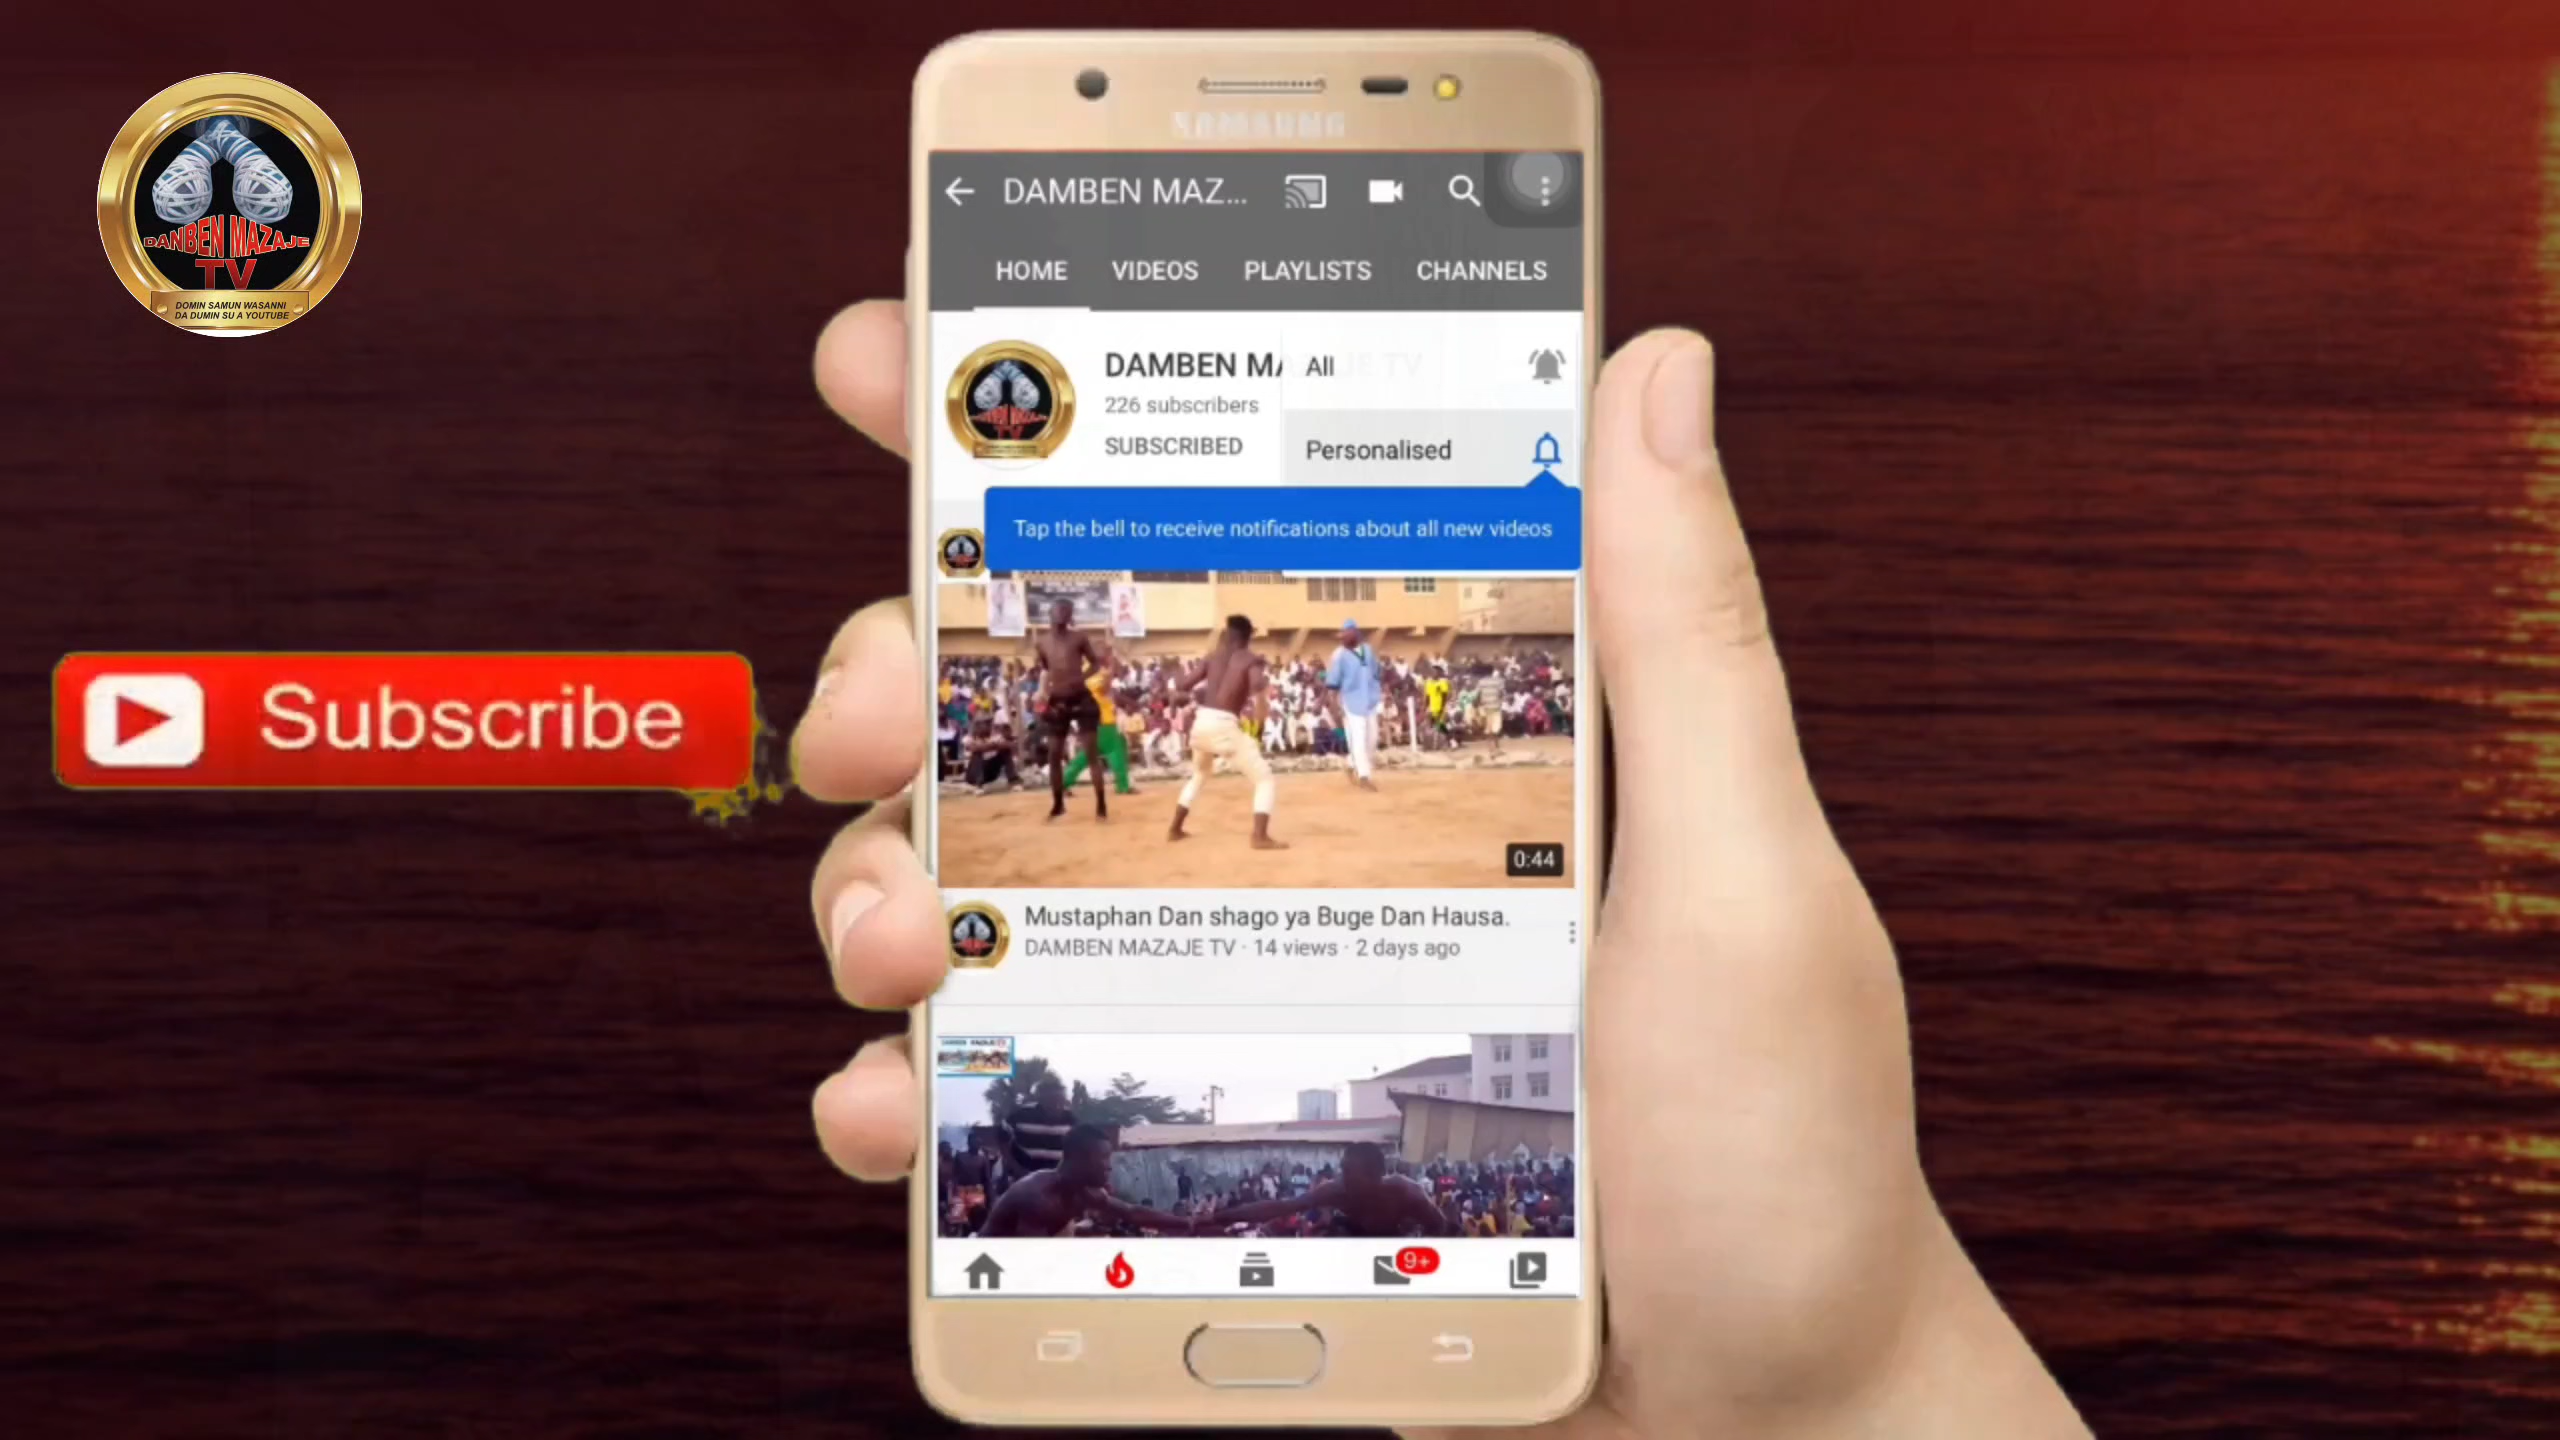 DANBEN MAZAJE
TV
DOMIN SAMUN WASANNI
DA DUMIN SU A YOUTUBE
Subscribe
SAMSUNG
DAMBEN MAZ...
HOME VIDEOS PLAYLISTS CHANNELS
DAMBEN MA
All
226 subscribers
SUBSCRIBED
Personalised
Tap the bell to receive notifications about all new videos
0:44
Mustaphan Dan shago ya Buge Dan Hausa.
DAMBEN MAZAJE TV · 14 views · 2 days ago
9+